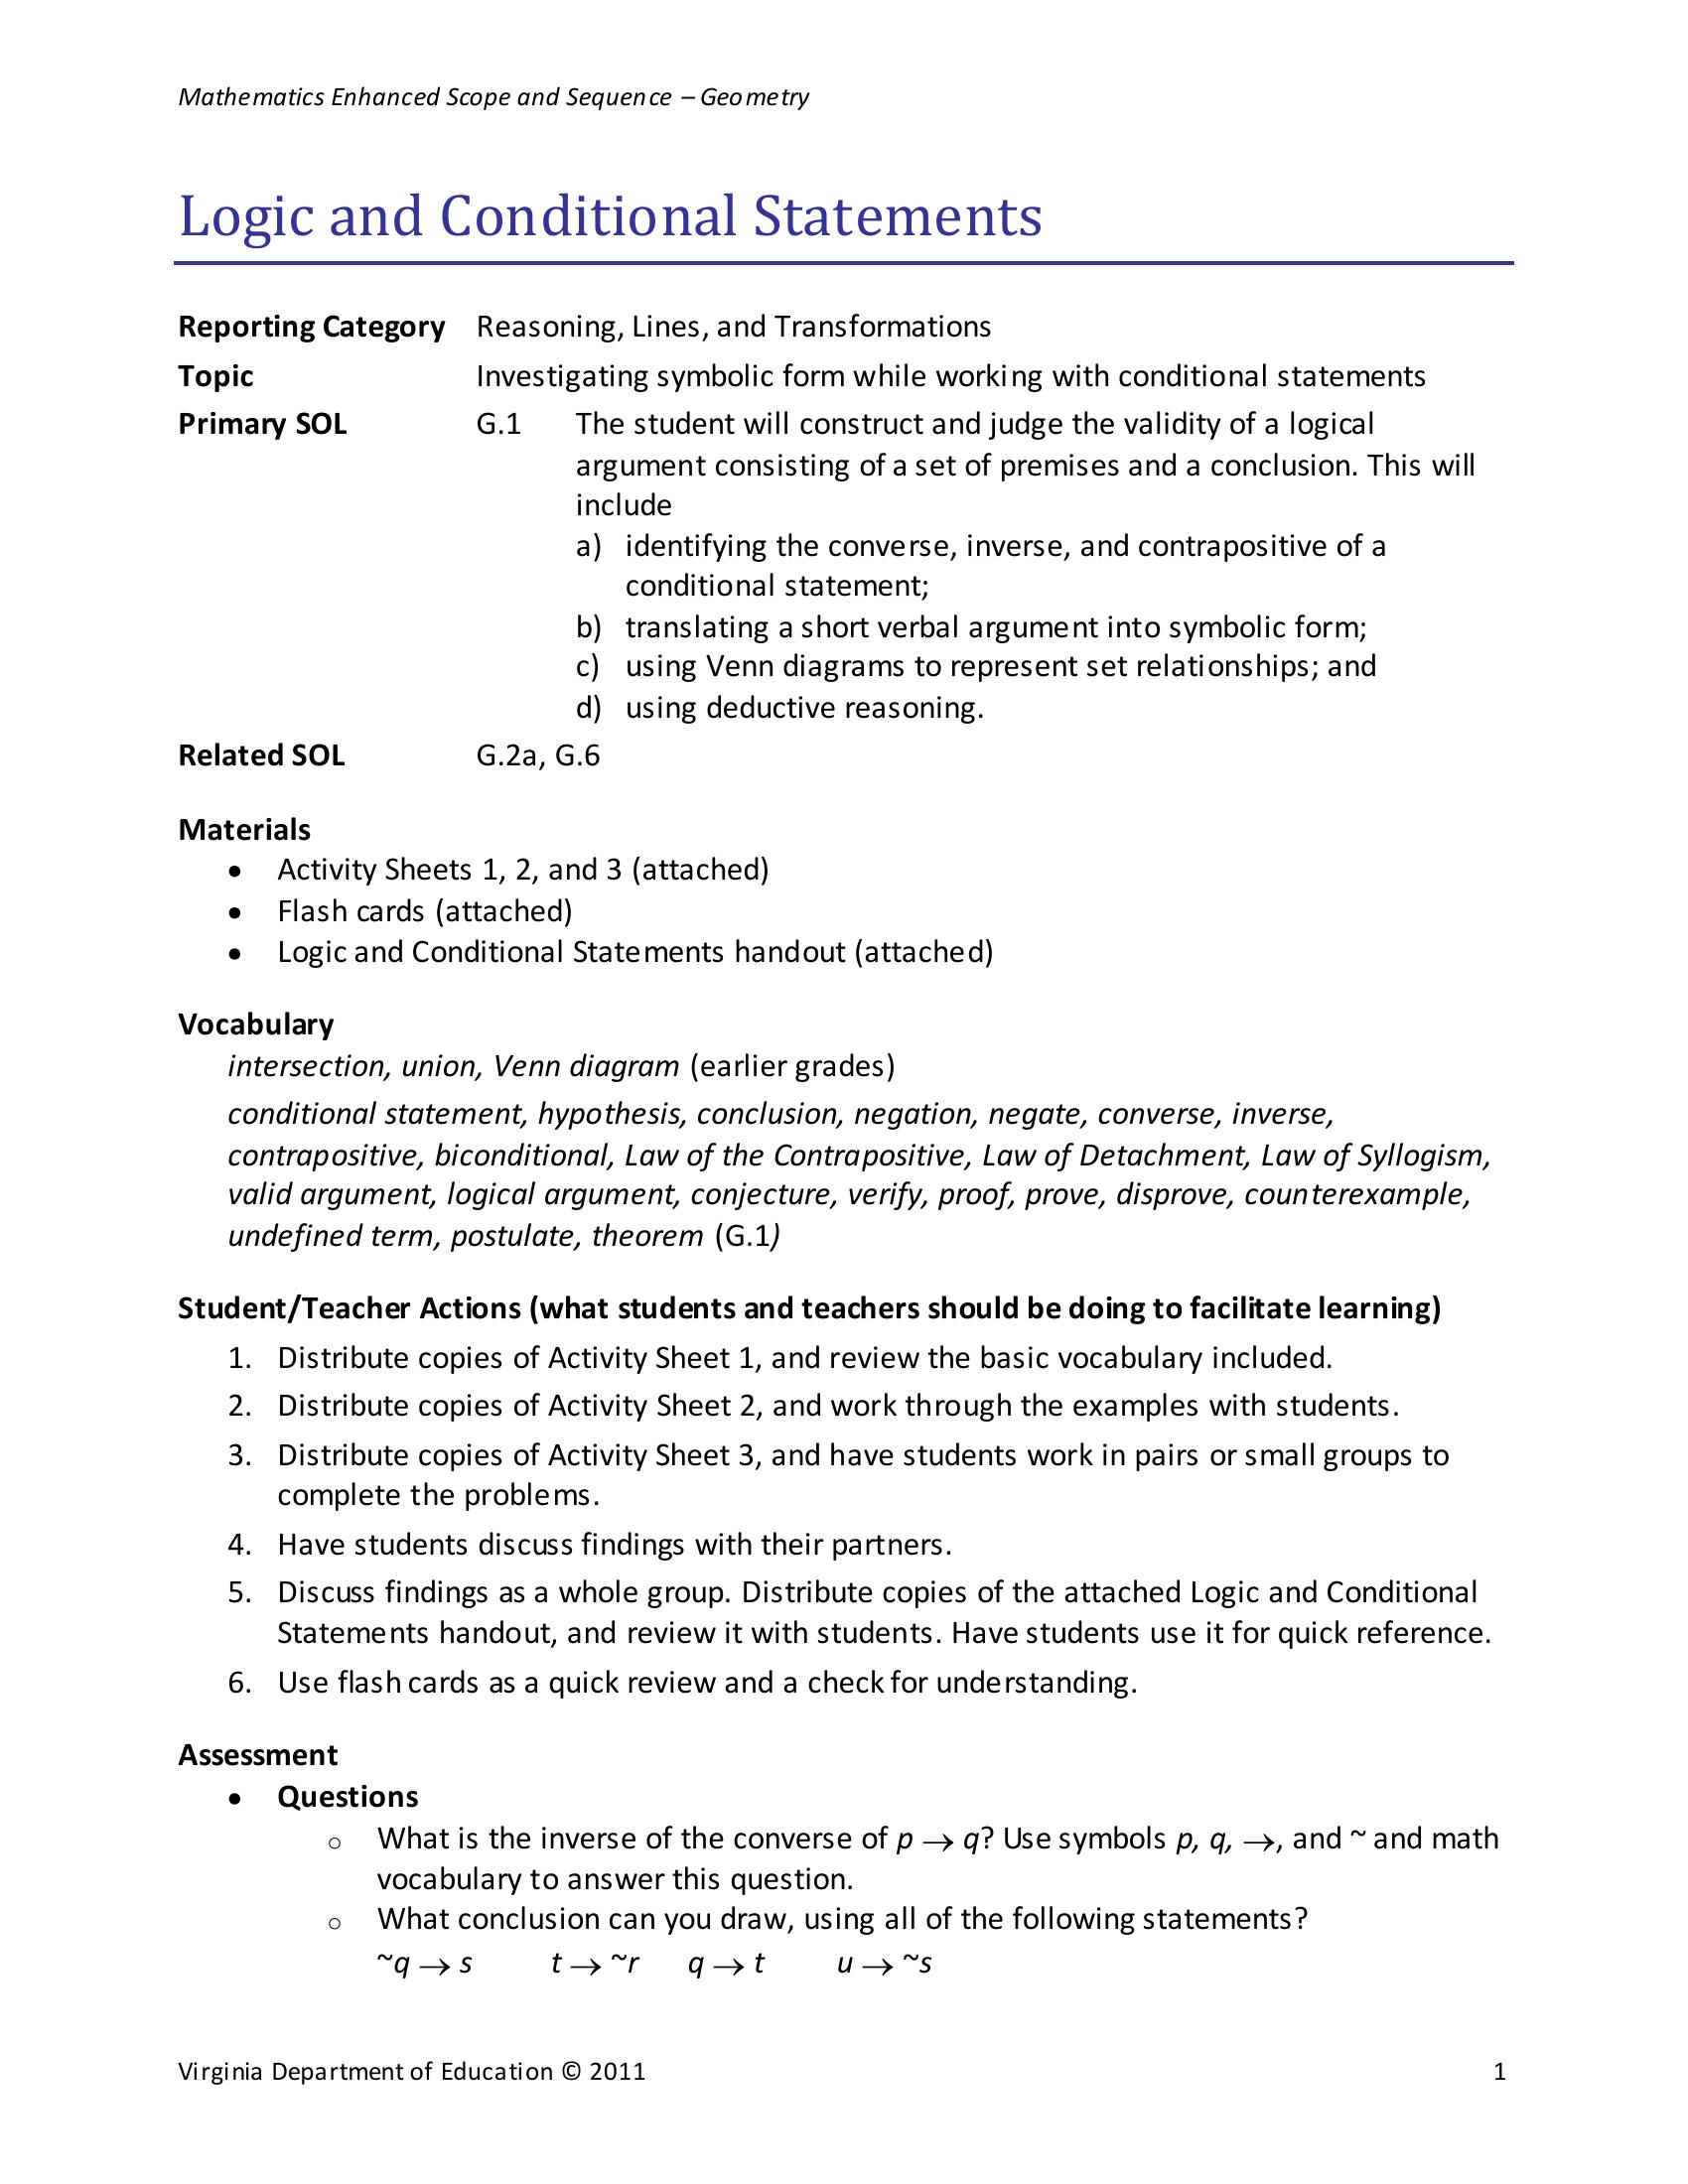 Mathematics Enhanced Scope and Sequence – Geometry
Logic and Conditional Statements
Reporting Category Reasoning, Lines, and Transformations
Topic Investigating symbolic form while working with conditional statements
Primary SOL G.1 The student will construct and judge the validity of a logical
argument consisting of a set of premises and a conclusion. This will
include
a) identifying the converse, inverse, and contrapositive of a
conditional statement;
b) translating a short verbal argument into symbolic form;
c) using Venn diagrams to represent set relationships; and
d) using deductive reasoning.
Related SOL G.2a, G.6
Materials
• Activity Sheets 1, 2, and 3 (attached)
• Flash cards (attached)
• Logic and Conditional Statements handout (attached)
Vocabulary
intersection, union, Venn diagram (earlier grades)
conditional statement, hypothesis, conclusion, negation, negate, converse, inverse,
contrapositive, biconditional, Law of the Contrapositive, Law of Detachment, Law of Syllogism,
valid argument, logical argument, conjecture, verify, proof, prove, disprove, counterexample,
undefined term, postulate, theorem (G.1)
Student/Teacher Actions (what students and teachers should be doing to facilitate learning)
1. Distribute copies of Activity Sheet 1, and review the basic vocabulary included.
2. Distribute copies of Activity Sheet 2, and work through the examples with students.
3. Distribute copies of Activity Sheet 3, and have students work in pairs or small groups to
complete the problems.
4. Have students discuss findings with their partners.
5. Discuss findings as a whole group. Distribute copies of the attached Logic and Conditional
Statements handout, and review it with students. Have students use it for quick reference.
6. Use flash cards as a quick review and a check for understanding.
Assessment
• Questions
○ What is the inverse of the converse of p → q? Use symbols p, q, →, and ~ and math
vocabulary to answer this question.
○ What conclusion can you draw, using all of the following statements?
~q → s t → ~r q → t u → ~s
Virginia Department of Education © 2011 1